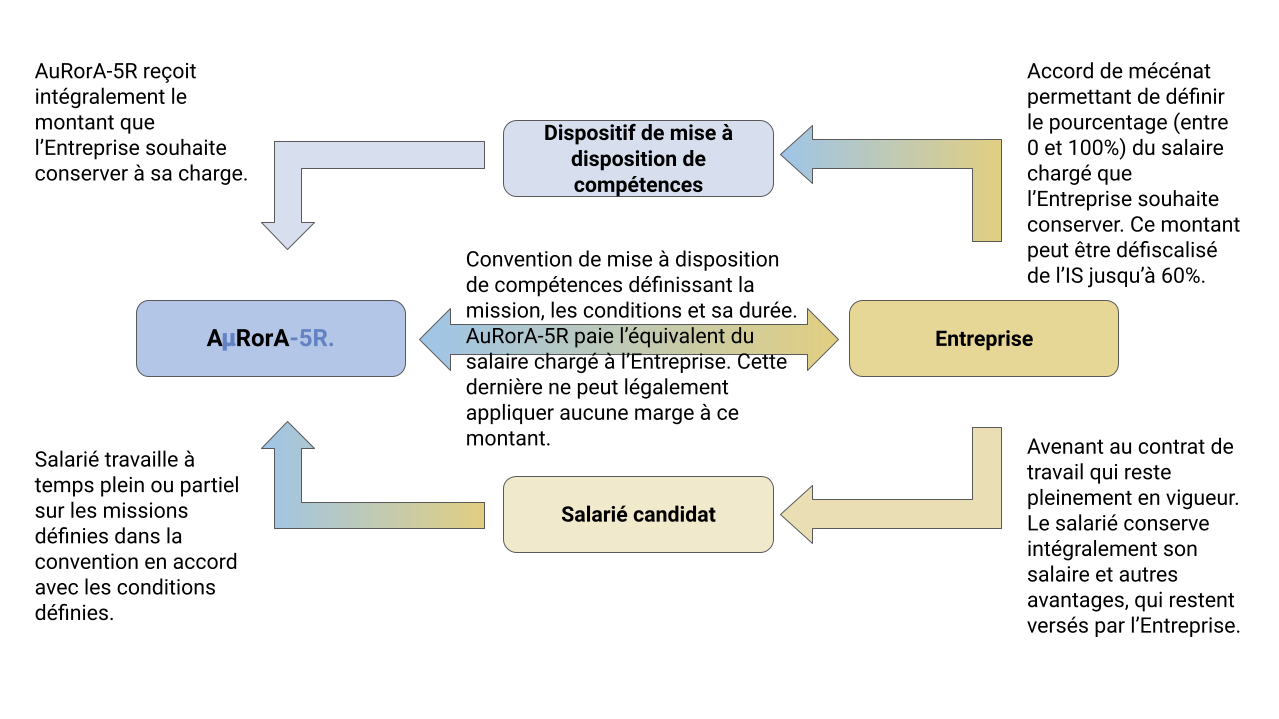 AuRorA-5R reçoit
intégralement le
montant que
l’Entreprise souhaite
conserver à sa charge.
Dispositif de mise à
disposition de
compétences
Accord de mécénat
permettant de définir
le pourcentage (entre
0 et 100%) du salaire
chargé que
l’Entreprise souhaite
conserver. Ce montant
peut être défiscalisé
de l’IS jusqu’à 60%.
AµRorA-5R.
Convention de mise à disposition
de compétences définissant la
mission, les conditions et sa durée.
AuRorA-5R paie l’équivalent du
salaire chargé à l’Entreprise. Cette
dernière ne peut légalement
appliquer aucune marge à ce
montant.
Entreprise
Salarié travaille à
temps plein ou partiel
sur les missions
définies dans la
convention en accord
avec les conditions
définies.
Salarié candidat
Avenant au contrat de
travail qui reste
pleinement en vigueur.
Le salarié conserve
intégralement son
salaire et autres
avantages, qui restent
versés par l’Entreprise.